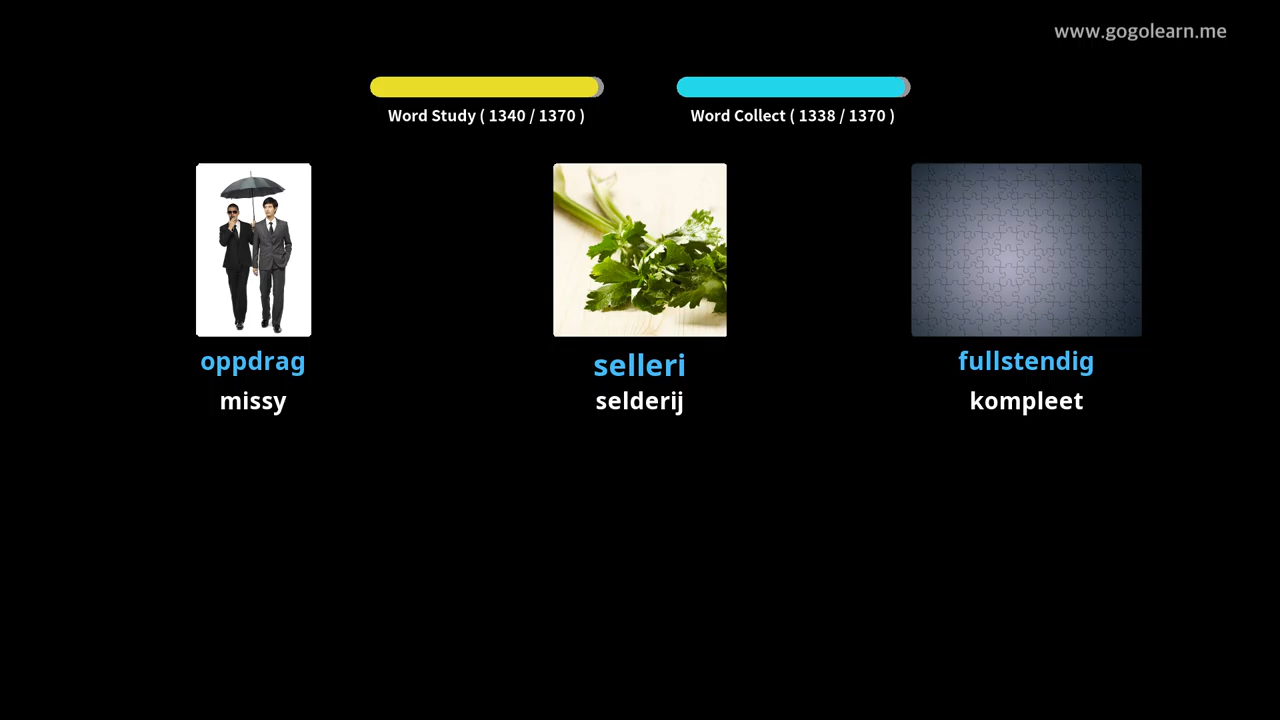 www.gogolearn.me
Word Study ( 1340 / 1370 )
Word Collect ( 1338 / 1370 )
oppdrag
selleri
fullstendig
missy
selderij
kompleet